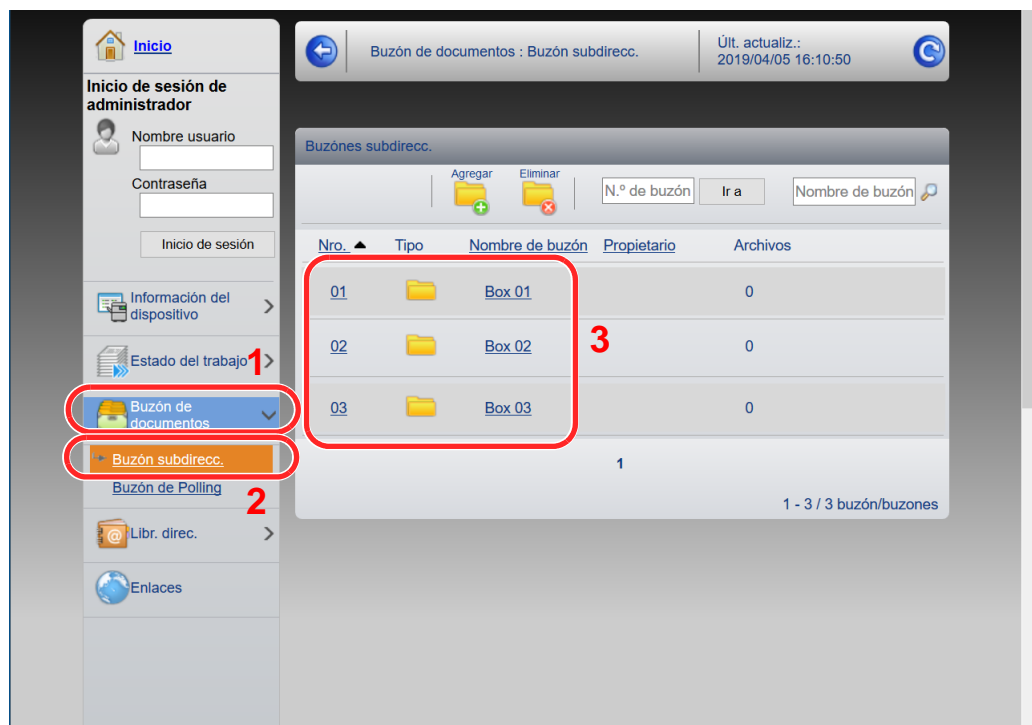 Inicio
Inicio de sesión de
administrador
Nombre usuario
Contraseña
Inicio de sesión
Información del
dispositivo
Estado del trabajo
1
Buzón de
documentos
Buzón subdirecc.
Buzón de Polling
2
Libr. direc.
Enlaces
Buzón de documentos : Buzón subdirecc.
Últ. actualiz.:
2019/04/05 16:10:50
Buzónes subdirecc.
Agregar Eliminar
N.º de buzón Ir a Nombre de buzón
Nro. Tipo Nombre de buzón Propietario Archivos
01 Box 01 0
02 Box 02 0
3
03 Box 03 0
1
1 - 3 / 3 buzón/buzones